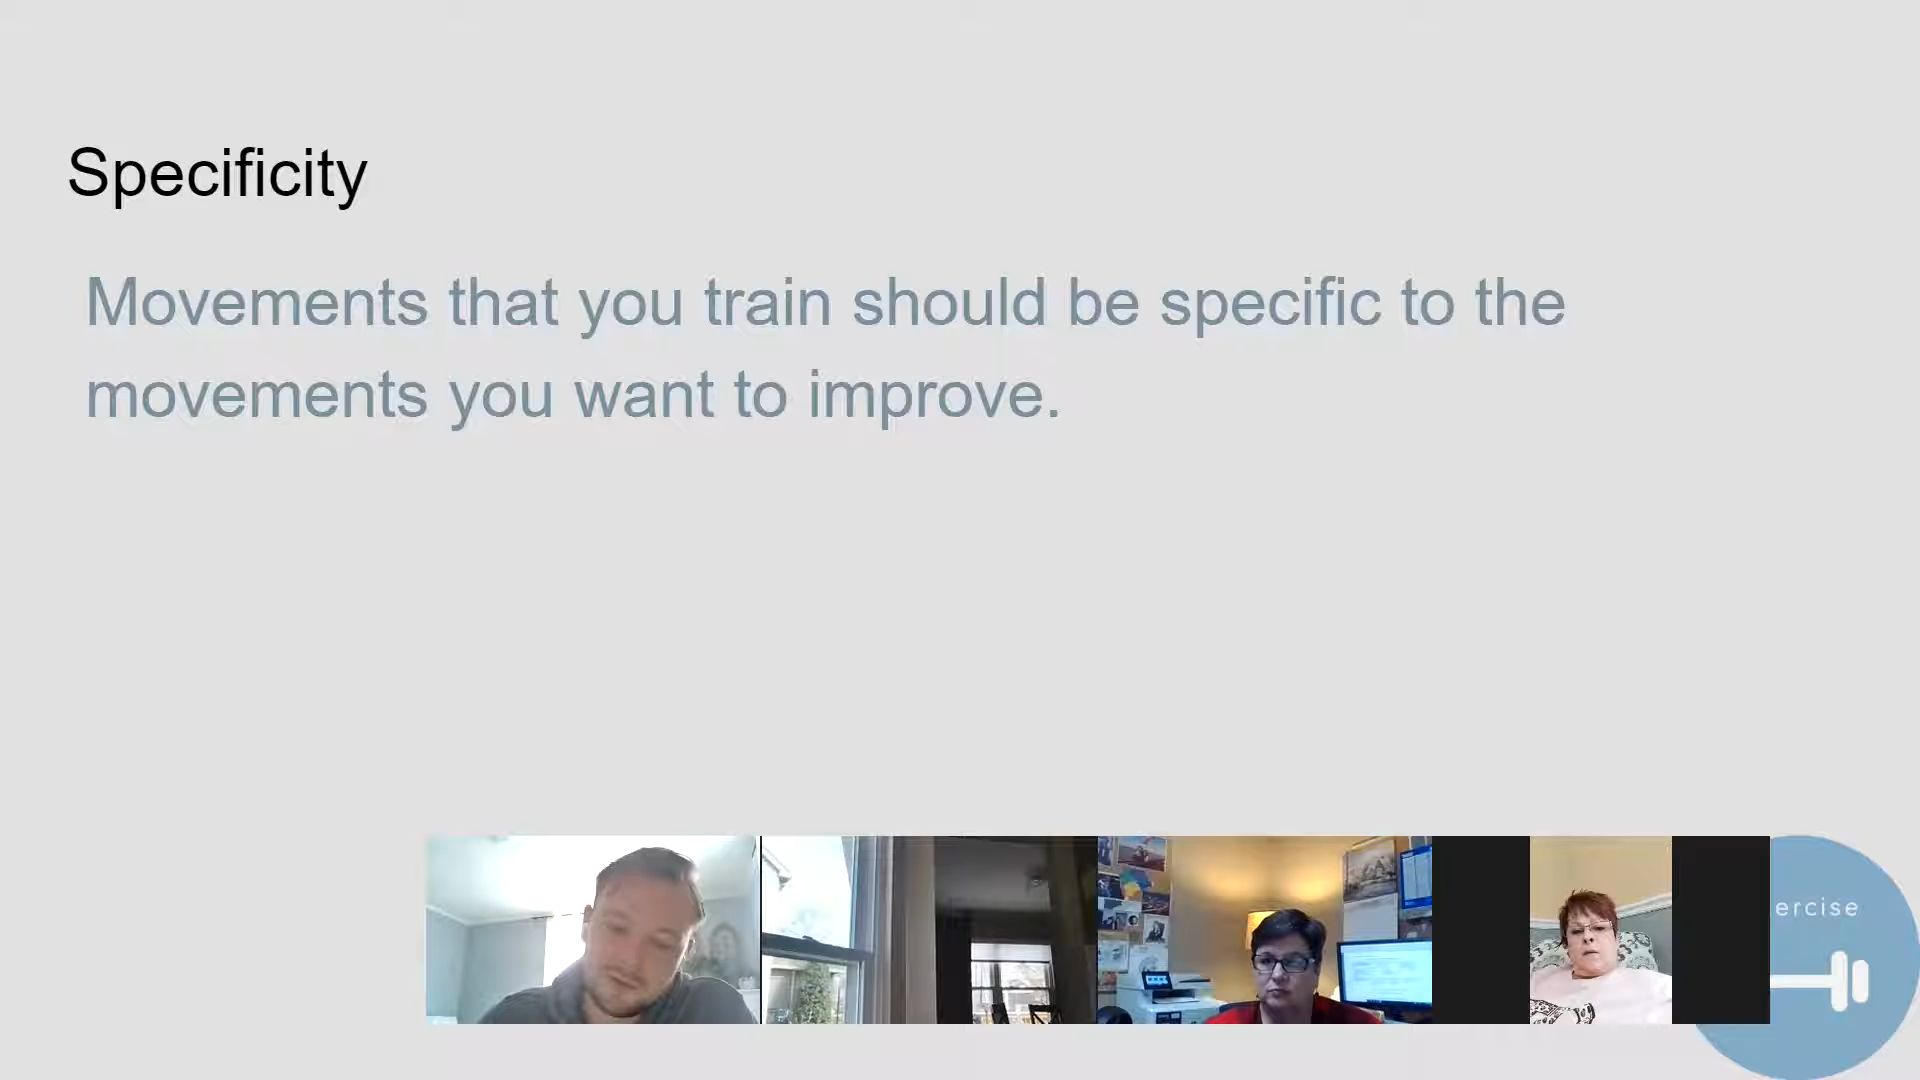 Specificity
Movements that you train should be specific to the
movements you want to improve.
ercise